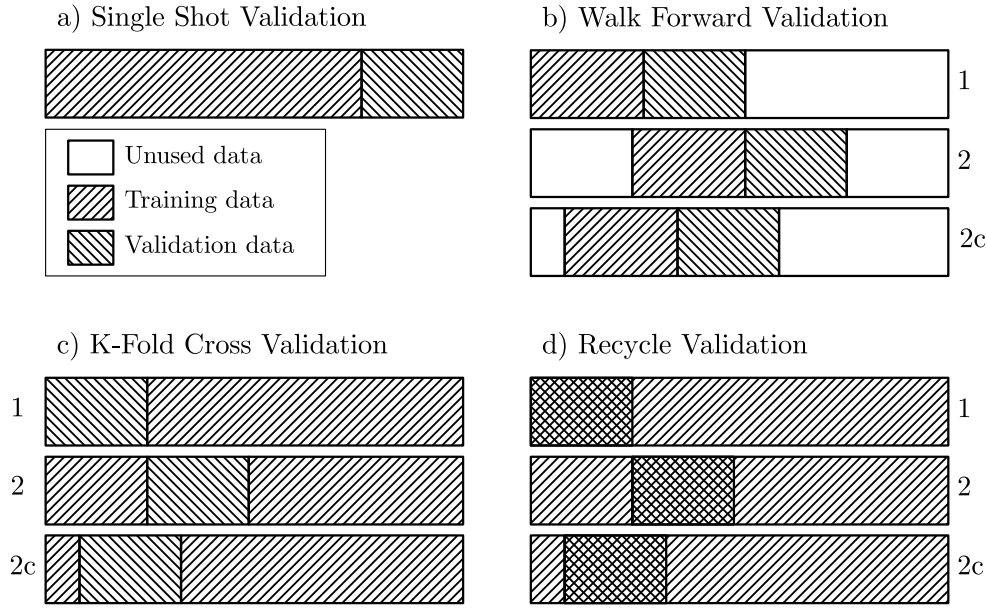 a) Single Shot Validation
Unused data
Training data
Validation data
b) Walk Forward Validation
1
2
2c
c) K-Fold Cross Validation
1
2
2c
d) Recycle Validation
1
2
2c